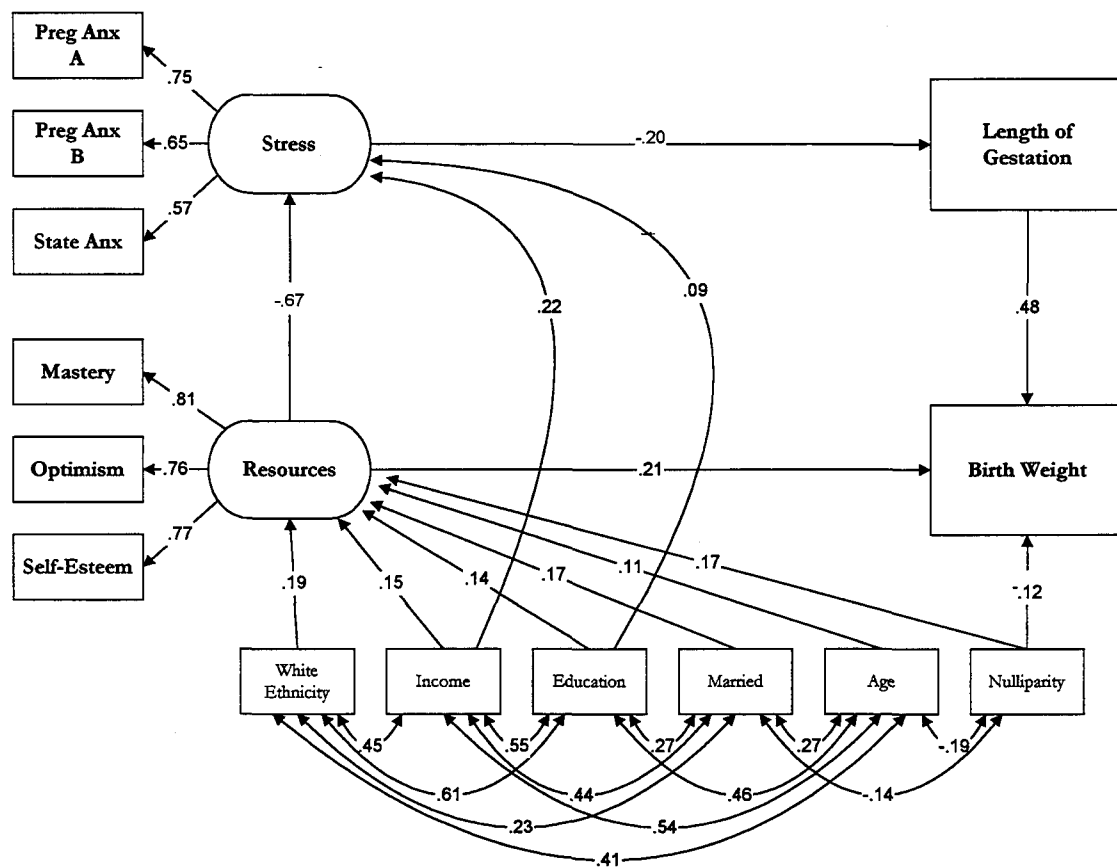 Preg Anx
A
.75
Preg Anx
B
.65
Stress
-.20
Length of
Gestation
.57
State Anx
-.67
.22
.09
.48
Mastery
.81
Optimism
.76
Resources
.21
Birth Weight
.77
Self-Esteem
.19
.15
.14
.17
.11
.17
-.12
White
Ethnicity
Income
Education
Married
Age
Nulliparity
.45
.55
.27
.27
-.19
.61
.44
.46
-.14
.23
.54
.41